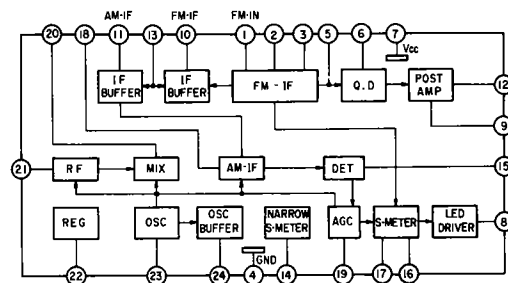 AM-IF FM-IF FM-IN
20 18 11 13 10 1 2 3 5 6 7
Vcc
IF BUFFER
IF BUFFER
FM-IF
Q.D
POST AMP
12
9
21
RF
MIX
AM-IF
DET
15
REG
OSC
OSC BUFFER
NARROW S-METER
AGC
S-METER
LED DRIVER
8
GND
22 23 24 4 14 19 17 16